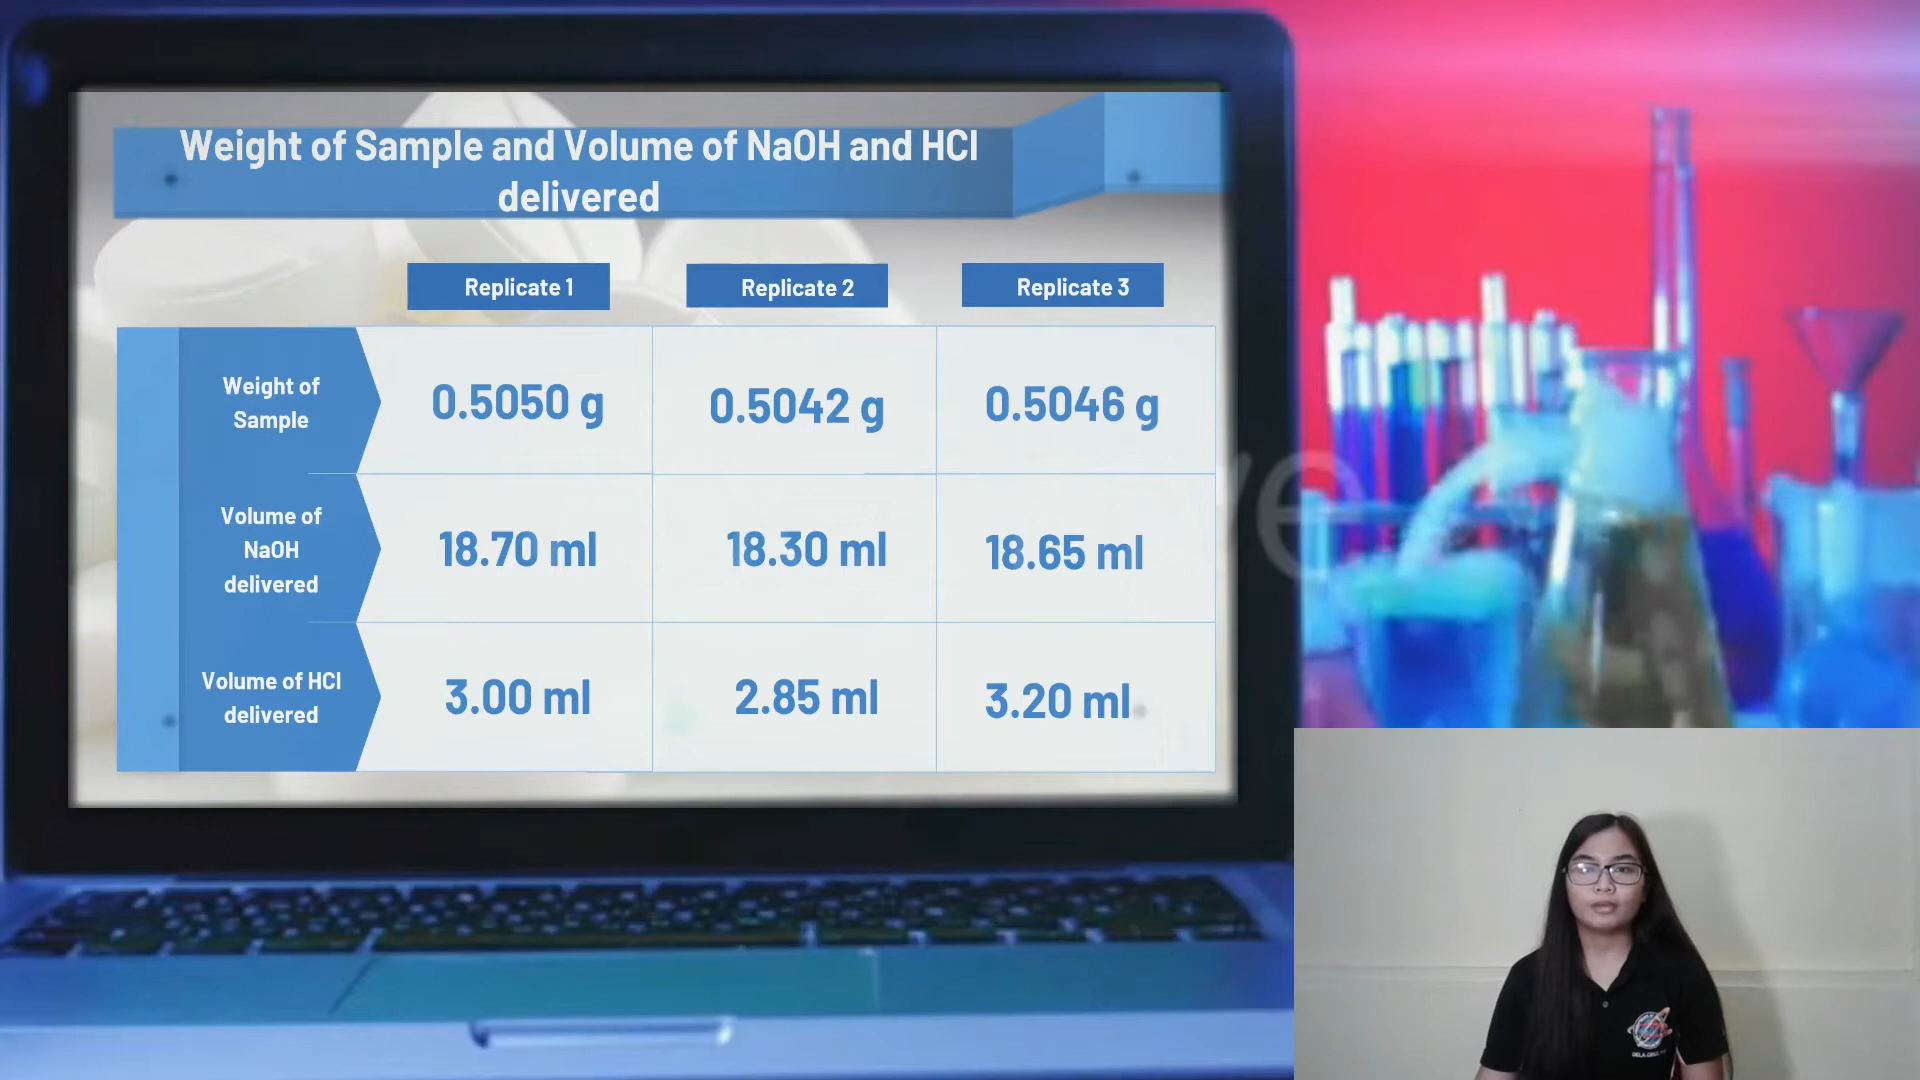 Weight of Sample and Volume of NaOH and HCl
delivered
Replicate 1
Replicate 2
Replicate 3
Weight of
Sample
0.5050 g
0.5042 g
0.5046 g
Volume of
NaOH
delivered
18.70 ml
18.30 ml
18.65 ml
Volume of HCl
delivered
3.00 ml
2.85 ml
3.20 ml